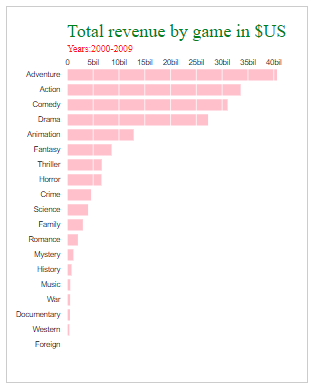 Total revenue by game in $US
Years:2000-2009
0 5bil 10bil 15bil 20bil 25bil 30bil 35bil 40bil
Adventure
Action
Comedy
Drama
Animation
Fantasy
Thriller
Horror
Crime
Science
Family
Romance
Mystery
History
Music
War
Documentary
Western
Foreign